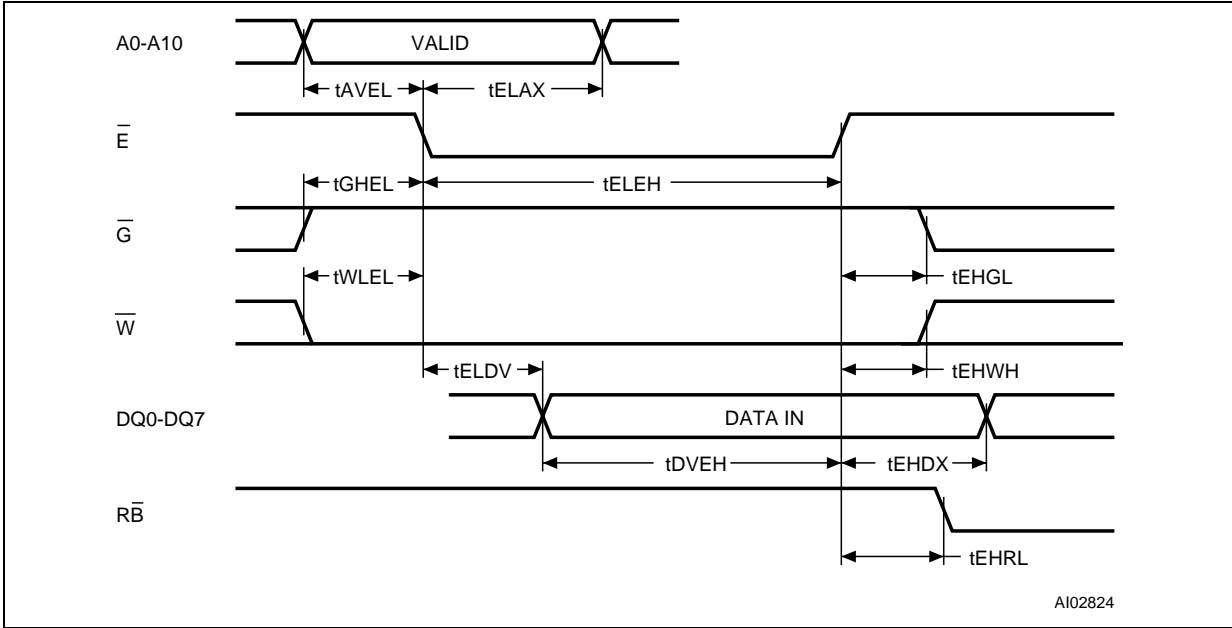 A0-A10
VALID
tAVEL
tELAX
E̅
tGHEL
tELEH
G̅
tWLEL
tEHGL
W̅
tELDV
tEHWH
DQ0-DQ7
DATA IN
tDVEH
tEHDX
RB̅
tEHRL
AI02824